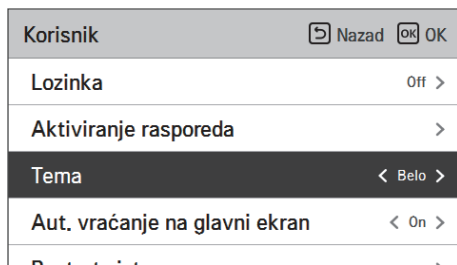 Korisnik Nazad OK OK
Lozinka Off >
Aktiviranje rasporeda >
Tema < Belo >
Aut. vraćanje na glavni ekran < On >